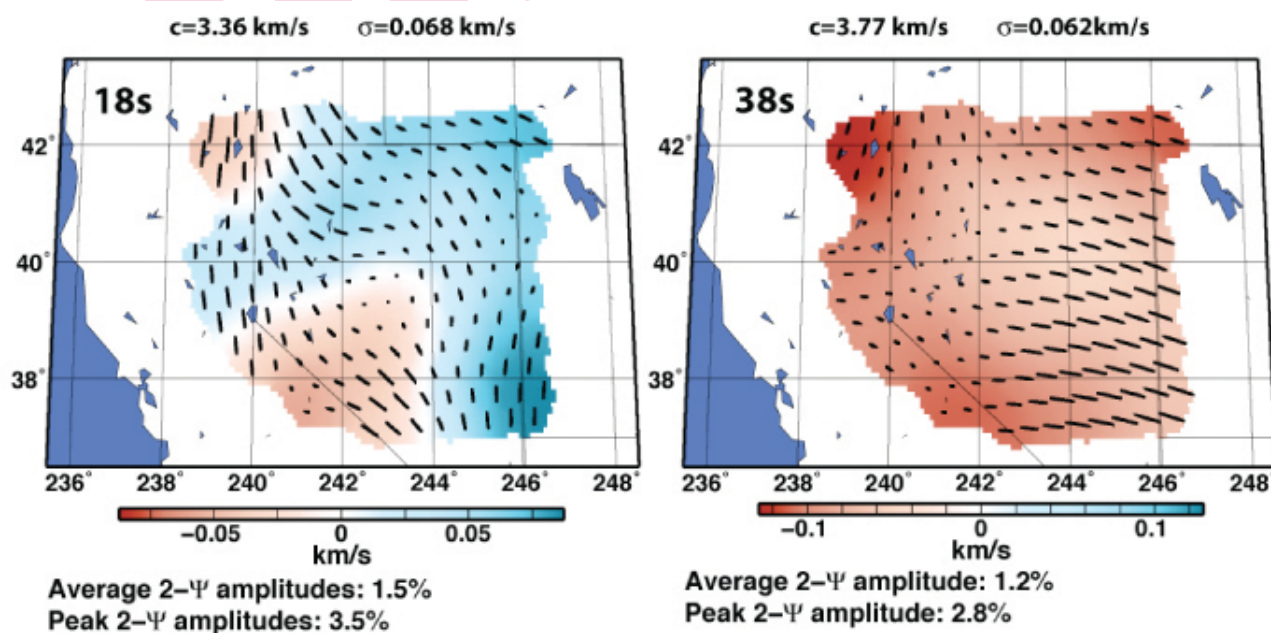 c=3.36 km/s σ=0.068 km/s
18s
42°
40°
38°
236° 238° 240° 242° 244° 246° 248°
−0.05 0 0.05
km/s
Average 2−Ψ amplitudes: 1.5%
Peak 2−Ψ amplitudes: 3.5%
c=3.77 km/s σ=0.062km/s
38s
42°
40°
38°
236° 238° 240° 242° 244° 246° 248°
−0.1 0 0.1
km/s
Average 2−Ψ amplitude: 1.2%
Peak 2−Ψ amplitude: 2.8%